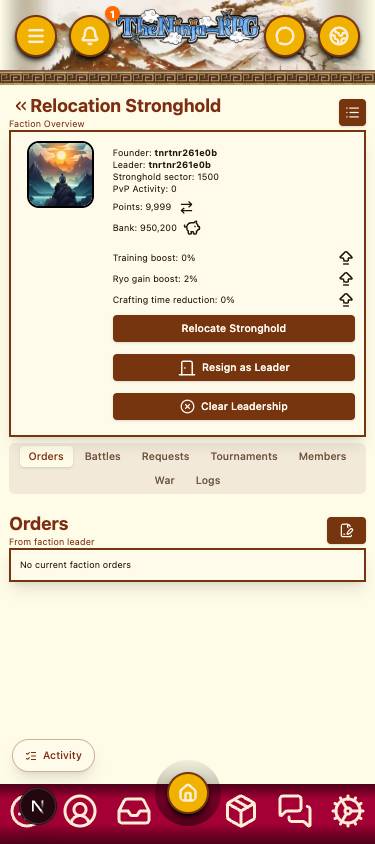 1
TheNinja-RPG
« Relocation Stronghold
Faction Overview
Founder: tnrtnr261e0b
Leader: tnrtnr261e0b
Stronghold sector: 1500
PvP Activity: 0
Points: 9,999
Bank: 950,200
Training boost: 0%
Ryo gain boost: 2%
Crafting time reduction: 0%
Relocate Stronghold
Resign as Leader
Clear Leadership
Orders Battles Requests Tournaments Members
War Logs
Orders
From faction leader
No current faction orders
Activity
N